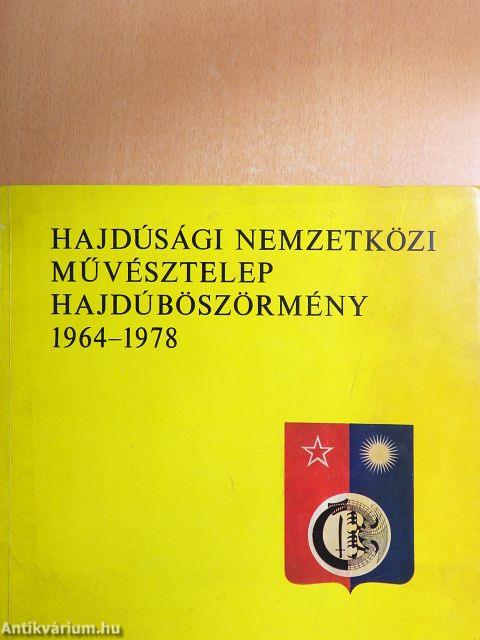 HAJDÚSÁGI NEMZETKÖZI
MŰVÉSZTELEP
HAJDÚBÖSZÖRMÉNY
1964–1978
Antikvárium.hu